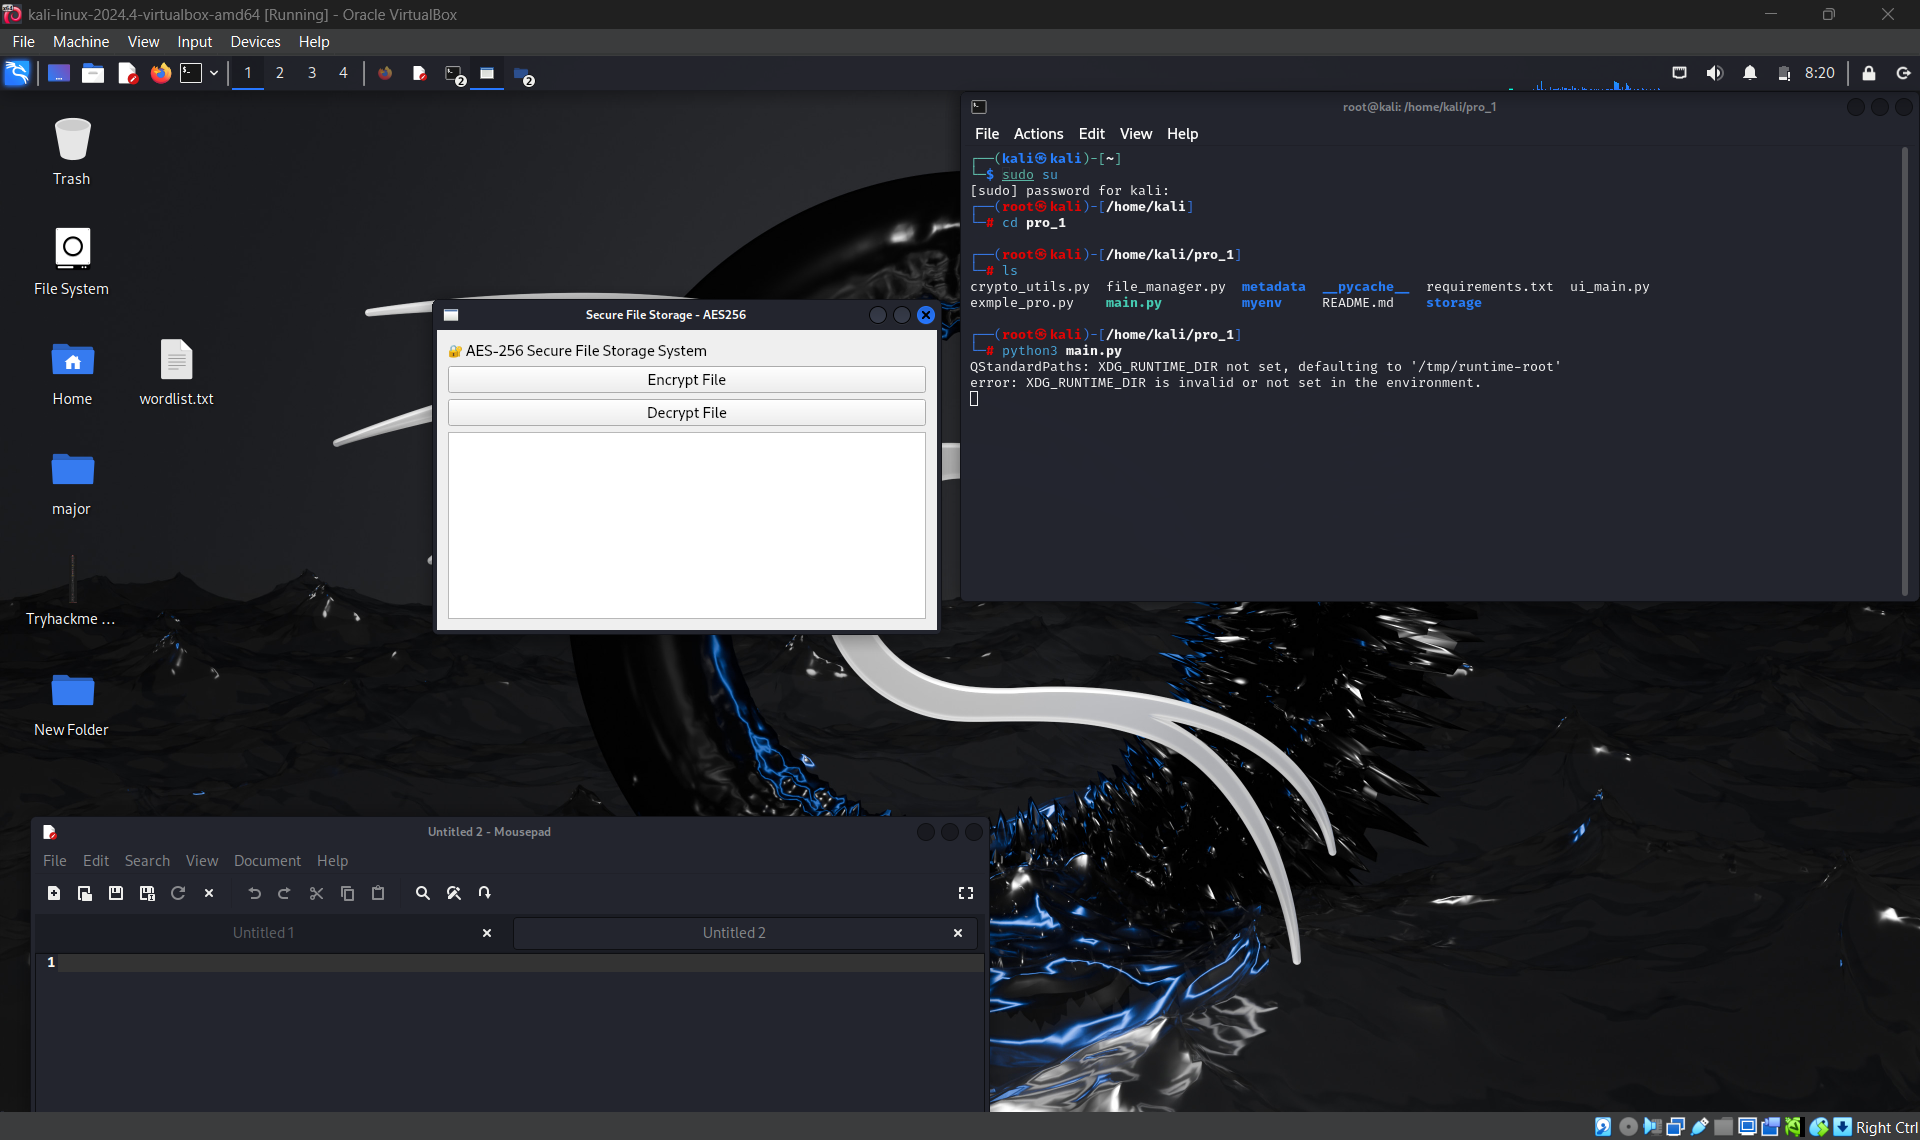 kali-linux-2024.4-virtualbox-amd64 [Running] - Oracle VirtualBox
File Machine View Input Devices Help
1 2 3 4 2 2 8:20
Trash
File System
Home
wordlist.txt
major
Tryhackme ...
New Folder
Secure File Storage - AES256
AES-256 Secure File Storage System
Encrypt File
Decrypt File
root@kali: /home/kali/pro_1
File Actions Edit View Help
┌──(kali㉿kali)-[~]
└─$ sudo su
[sudo] password for kali:
┌──(root㉿kali)-[/home/kali]
└─# cd pro_1
┌──(root㉿kali)-[/home/kali/pro_1]
└─# ls
crypto_utils.py file_manager.py metadata __pycache__ requirements.txt ui_main.py
exmple_pro.py main.py myenv README.md storage
┌──(root㉿kali)-[/home/kali/pro_1]
└─# python3 main.py
QStandardPaths: XDG_RUNTIME_DIR not set, defaulting to '/tmp/runtime-root'
error: XDG_RUNTIME_DIR is invalid or not set in the environment.
Untitled 2 - Mousepad
File Edit Search View Document Help
Untitled 1 Untitled 2
1
Right Ctrl